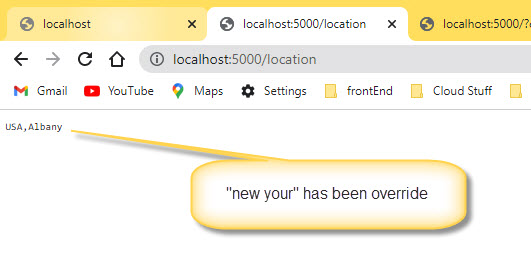 localhost
localhost:5000/location
localhost:5000/?
localhost:5000/location
Gmail
YouTube
Maps
Settings
frontEnd
Cloud Stuff
USA,Albany
"new your" has been override